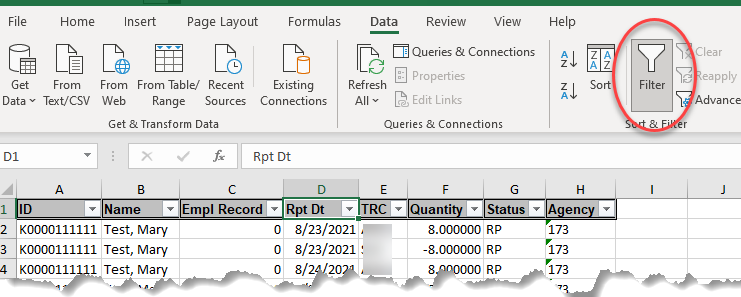 File Home Insert Page Layout Formulas Data Review View Help
Get Data From Text/CSV From Web From Table/ Range Recent Sources Existing Connections Refresh All Queries & Connections Properties Edit Links Sort Filter Clear Reapply Advance
Get & Transform Data Queries & Connections Sort & Filter
D1 fx Rpt Dt
A B C D E F G H I J
1 ID Name Empl Record Rpt Dt TRC Quantity Status Agency
2 K0000111111 Test, Mary 0 8/23/2021 8.000000 RP 173
3 K0000111111 Test, Mary 0 8/23/2021 -8.000000 RP 173
4 K0000111111 Test, Mary 0 8/24/2021 8.000000 RP 173